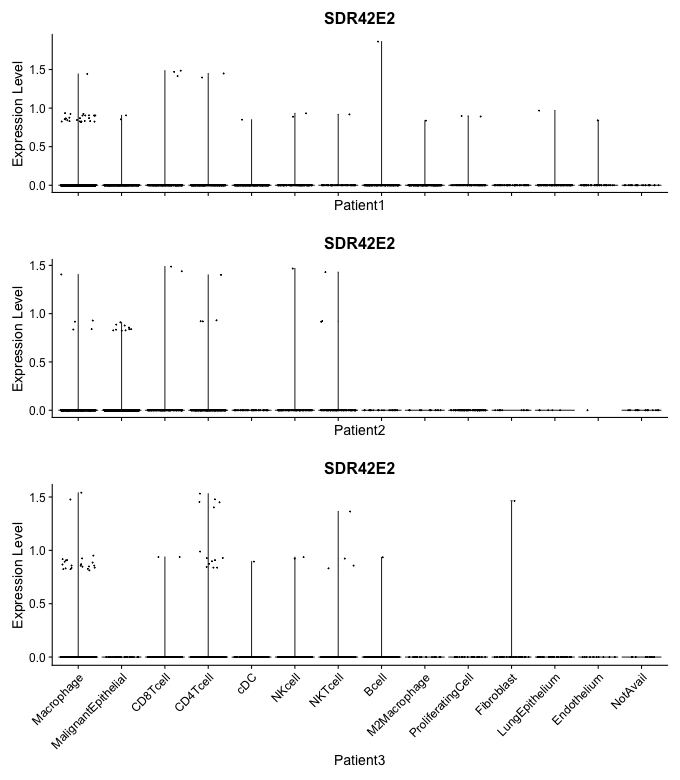 SDR42E2
Expression Level
1.5
1.0
0.5
0.0
Patient1
SDR42E2
Expression Level
1.5
1.0
0.5
0.0
Patient2
SDR42E2
Expression Level
1.5
1.0
0.5
0.0
Macrophage
MalignantEpithelial
CD8Tcell
CD4Tcell
cDC
NKcell
NKTcell
Bcell
M2Macrophage
ProliferatingCell
Fibroblast
LungEpithelium
Endothelium
NotAvail
Patient3